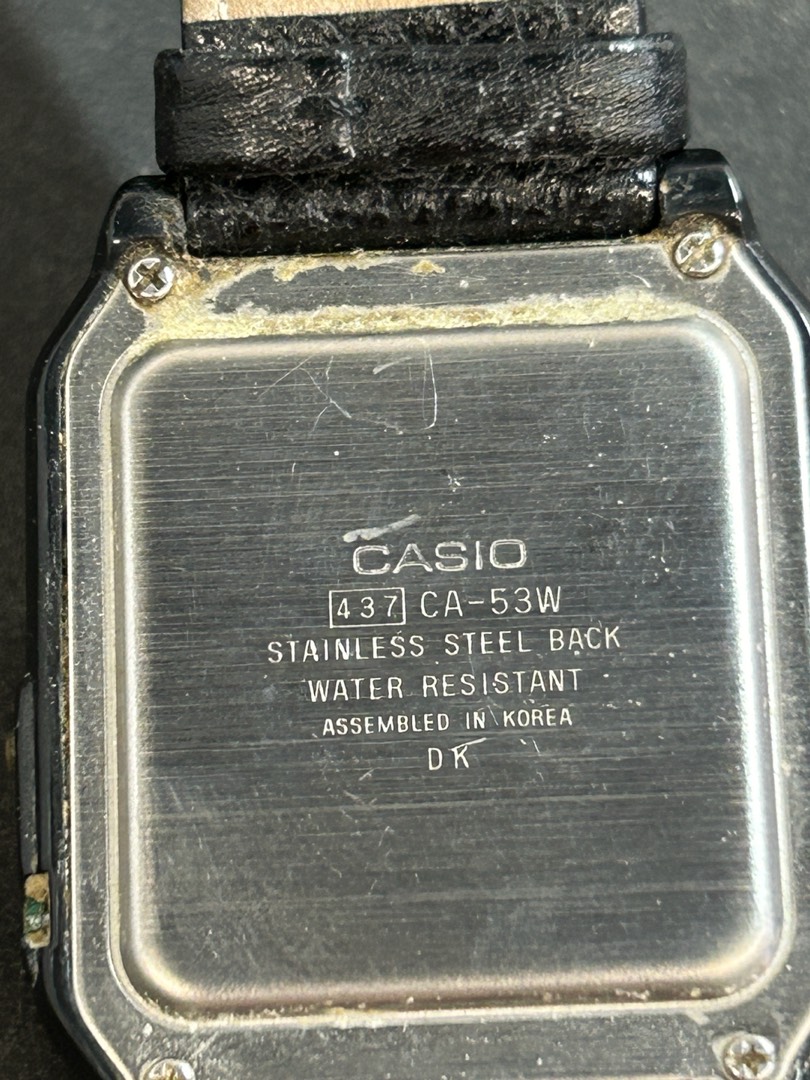 CASIO
437 CA-53W
STAINLESS STEEL BACK
WATER RESISTANT
ASSEMBLED IN KOREA
DK